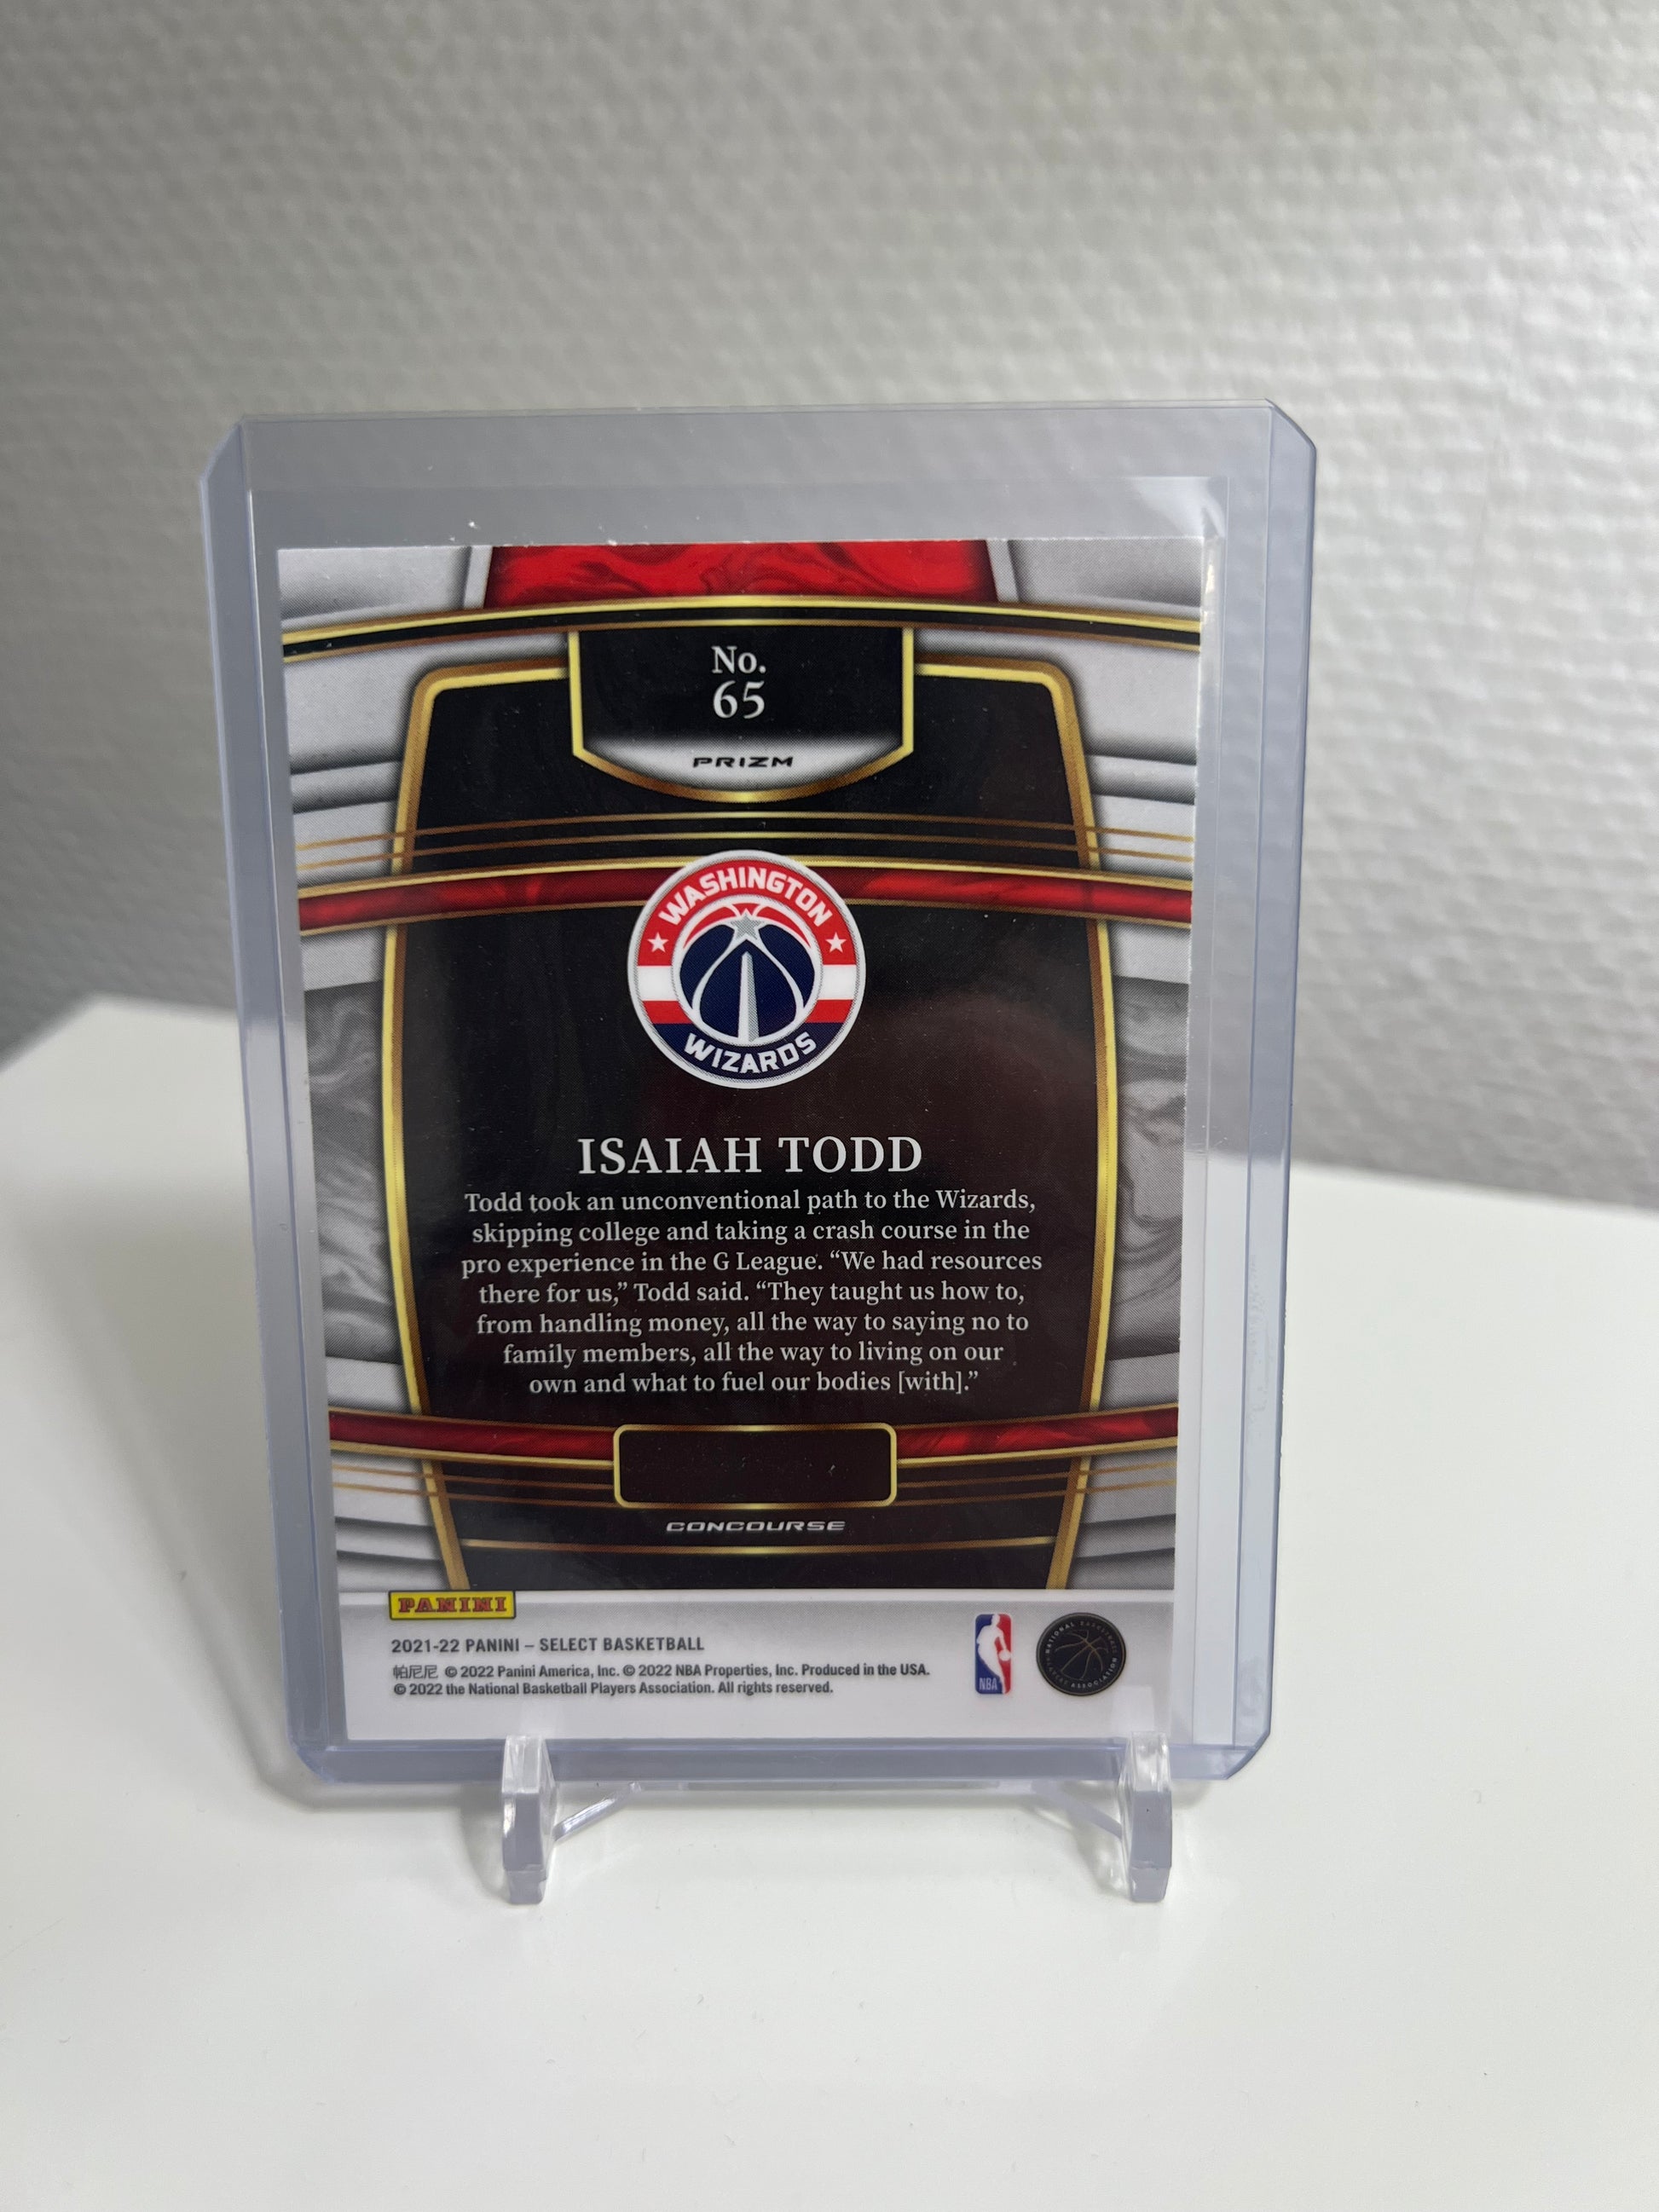 No.
65
PRIZM
WASHINGTON
WIZARDS
ISAIAH TODD
Todd took an unconventional path to the Wizards,
skipping college and taking a crash course in the
pro experience in the G League. “We had resources
there for us,” Todd said. “They taught us how to,
from handling money, all the way to saying no to
family members, all the way to living on our
own and what to fuel our bodies [with].”
CONCOURSE
PANINI
2021-22 PANINI – SELECT BASKETBALL
帕尼尼 © 2022 Panini America, Inc. © 2022 NBA Properties, Inc. Produced in the USA.
© 2022 the National Basketball Players Association. All rights reserved.
NBA
NATIONAL BASKETBALL
PLAYERS ASSOCIATION